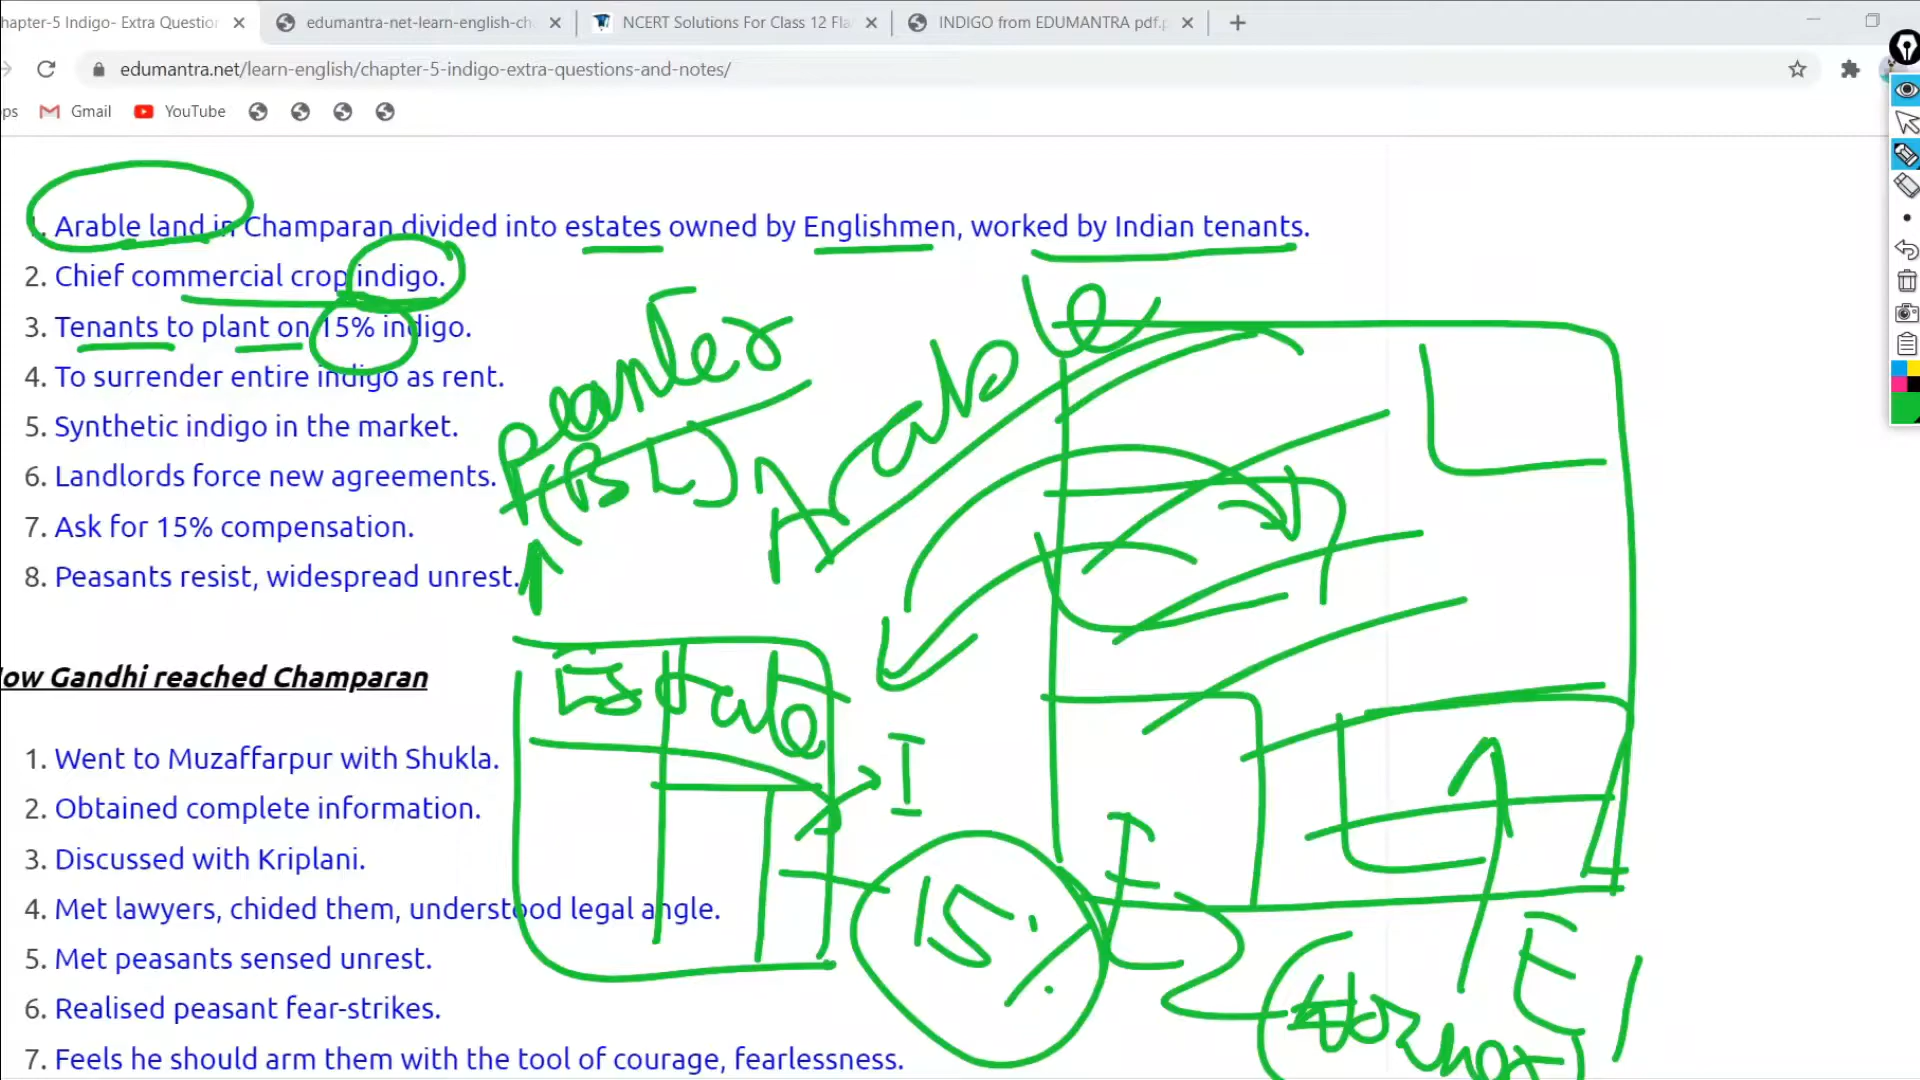 hapter-5 Indigo- Extra Question
edumantra-net-learn-english-ch
NCERT Solutions For Class 12 Fla
INDIGO from EDUMANTRA pdf.p
edumantra.net/learn-english/chapter-5-indigo-extra-questions-and-notes/
ps Gmail YouTube
1. Arable land in Champaran divided into estates owned by Englishmen, worked by Indian tenants.
2. Chief commercial crop indigo.
3. Tenants to plant on 15% indigo.
4. To surrender entire indigo as rent.
5. Synthetic indigo in the market.
6. Landlords force new agreements.
7. Ask for 15% compensation.
8. Peasants resist, widespread unrest.
Planter
(BL)
Arable
Estate
I
15%
I
E
ow Gandhi reached Champaran
1. Went to Muzaffarpur with Shukla.
2. Obtained complete information.
3. Discussed with Kriplani.
4. Met lawyers, chided them, understood legal angle.
5. Met peasants sensed unrest.
6. Realised peasant fear-strikes.
7. Feels he should arm them with the tool of courage, fearlessness.